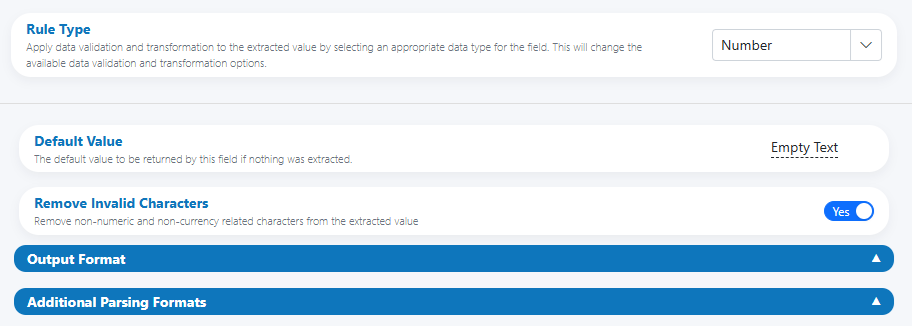 Rule Type
Apply data validation and transformation to the extracted value by selecting an appropriate data type for the field. This will change the
available data validation and transformation options.
Number
Default Value
The default value to be returned by this field if nothing was extracted.
Empty Text
Remove Invalid Characters
Remove non-numeric and non-currency related characters from the extracted value
Yes
Output Format
Additional Parsing Formats